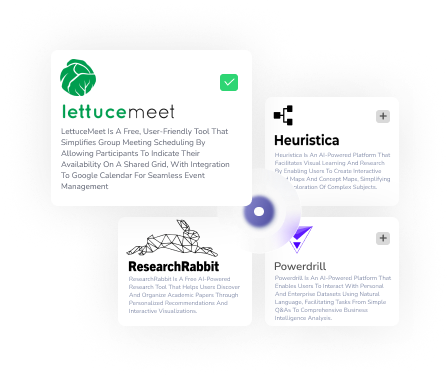 lettucemeet
LettuceMeet Is A Free, User-Friendly Tool That
Simplifies Group Meeting Scheduling By
Allowing Participants To Indicate Their
Availability On A Shared Grid, With Integration
To Google Calendar For Seamless Event
Management
Heuristica
Heuristica Is An AI-Powered Platform That
Facilitates Visual Learning And Research
By Enabling Users To Create Interactive
Maps And Concept Maps, Simplifying
Of Complex Subjects.
ResearchRabbit
ResearchRabbit Is A Free AI-Powered
Research Tool That Helps Users Discover
And Organize Academic Papers Through
Personalized Recommendations And
Interactive Visualizations.
Powerdrill
Powerdrill Is An AI-Powered Platform That
Enables Users To Interact With Personal
And Enterprise Datasets Using Natural
Language, Facilitating Tasks From Simple
Q&As To Comprehensive Business
Intelligence Analysis.